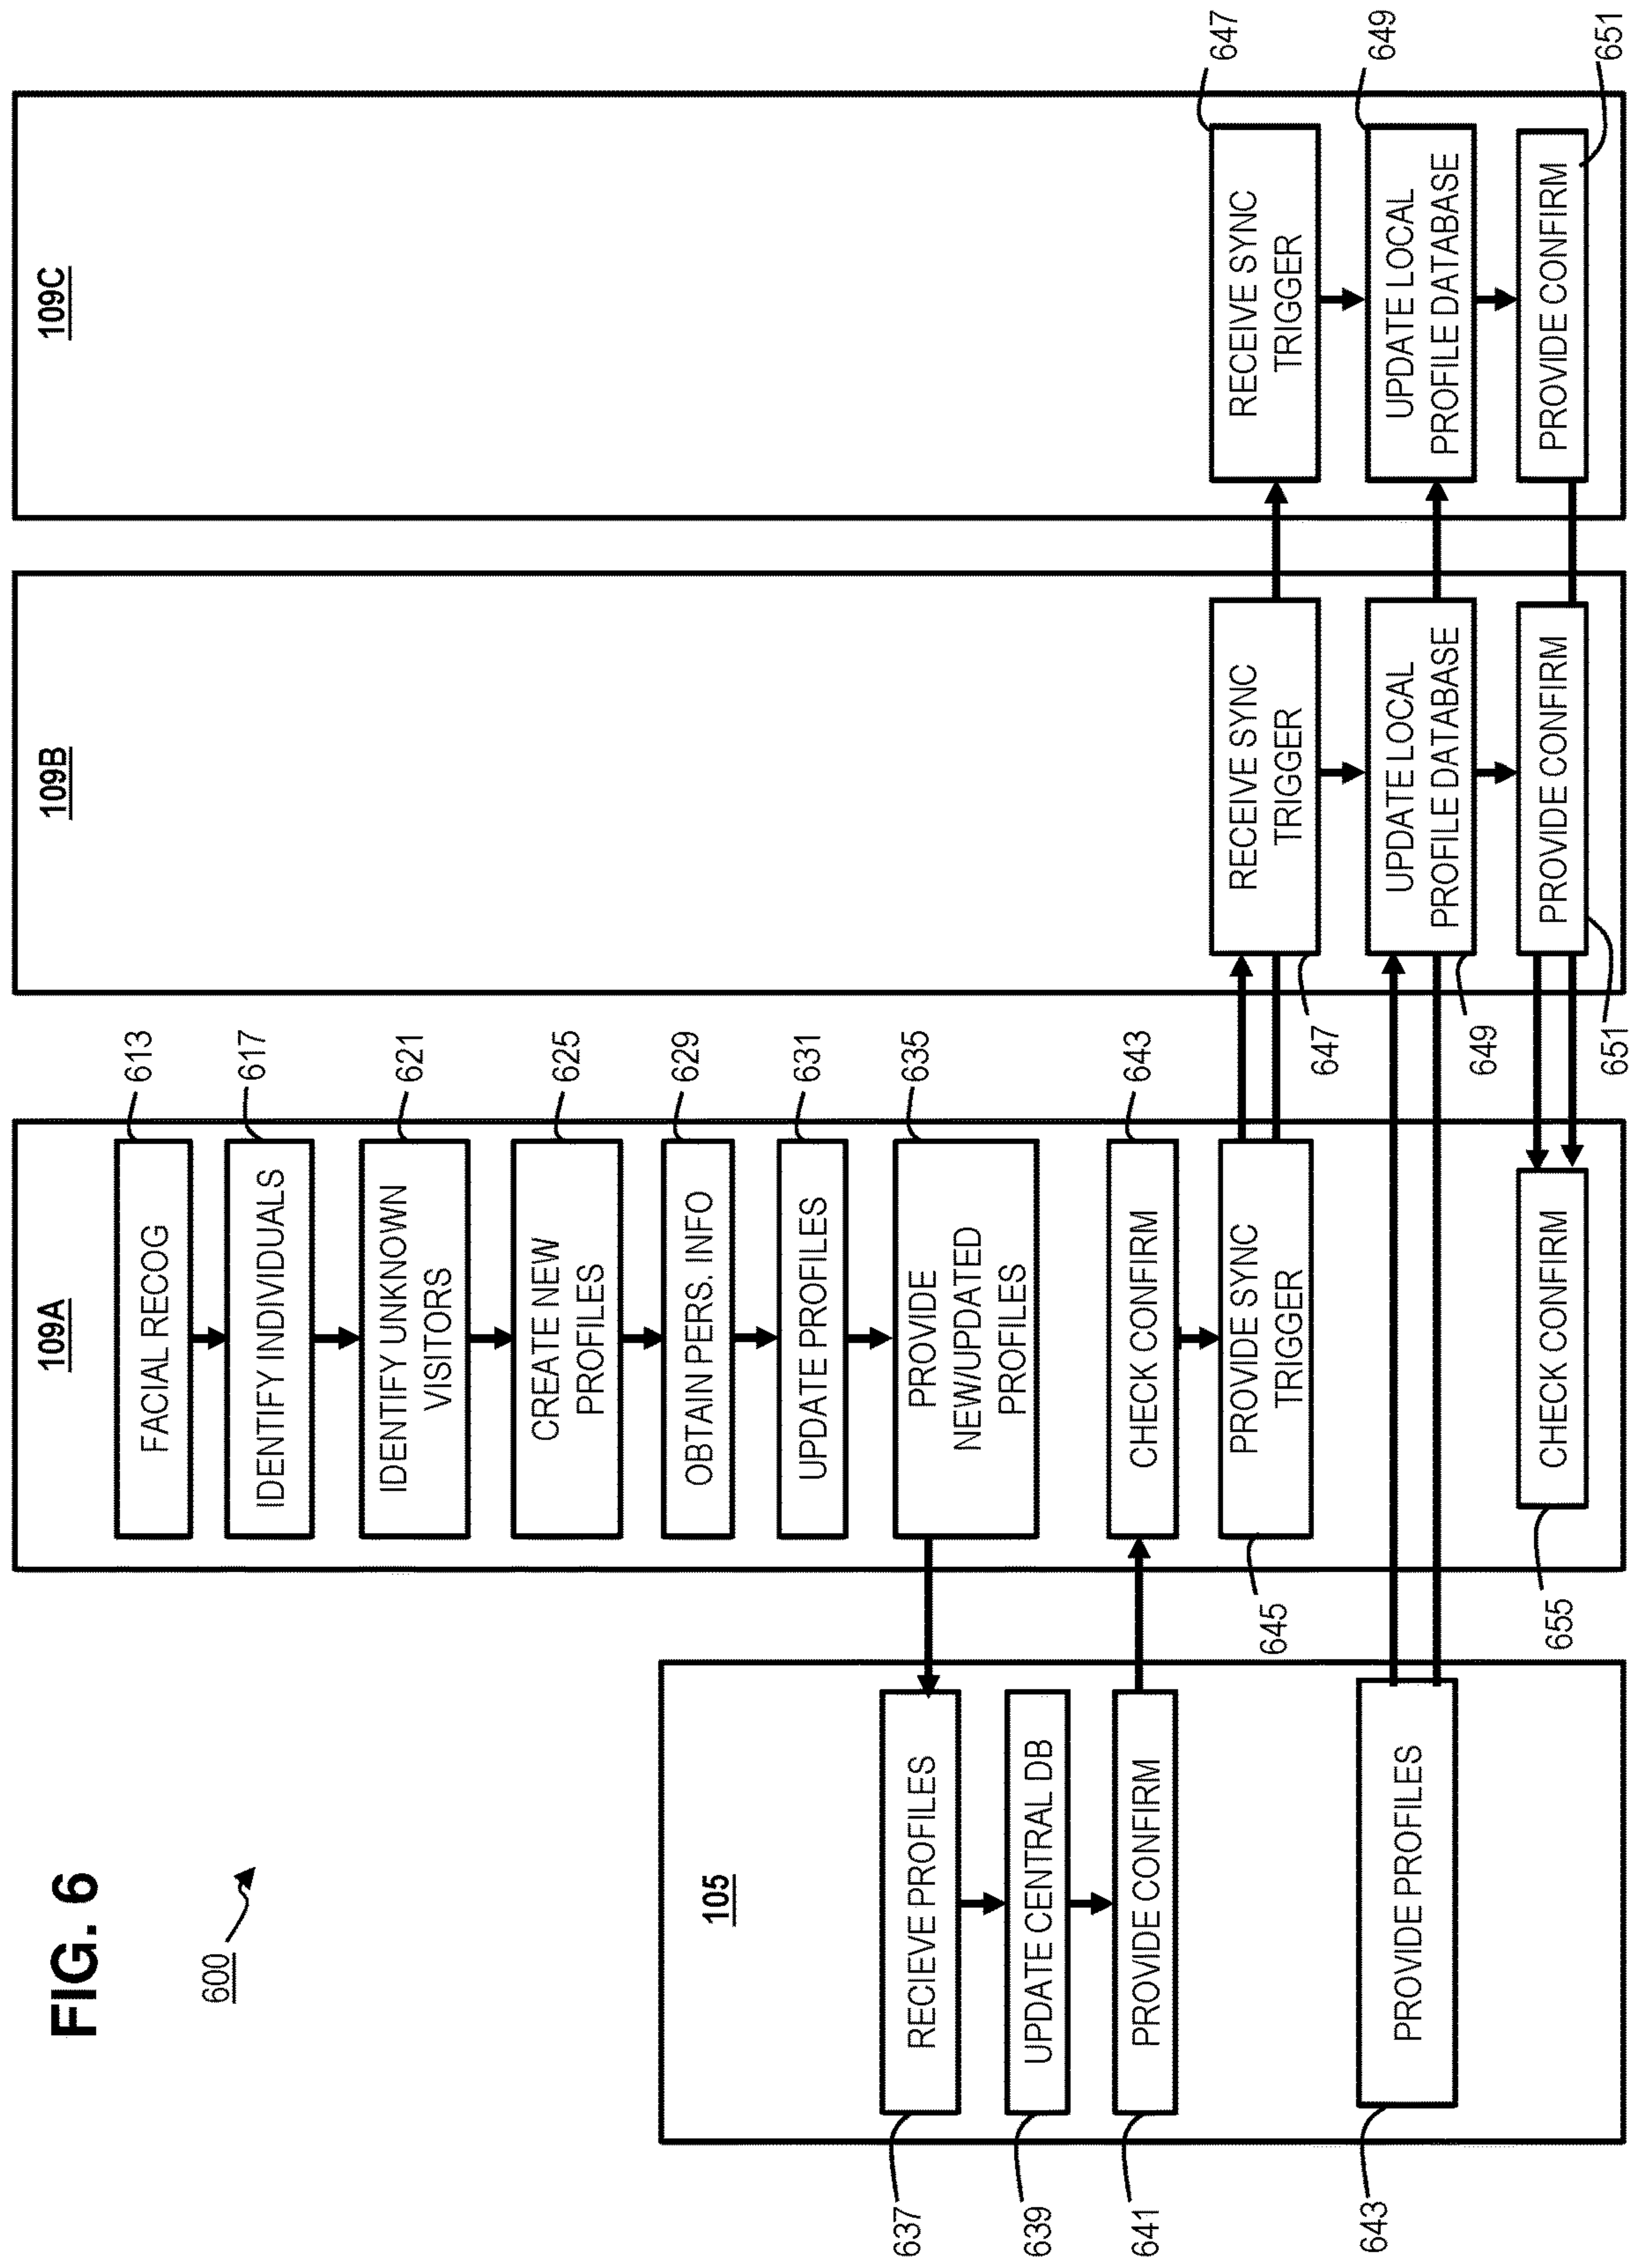 FIG. 6
600
105
637
RECIEVE PROFILES
639
UPDATE CENTRAL DB
641
PROVIDE CONFIRM
643
PROVIDE PROFILES
109A
613
FACIAL RECOG
617
IDENTIFY INDIVIDUALS
621
IDENTIFY UNKNOWN
VISITORS
625
CREATE NEW
PROFILES
629
OBTAIN PERS. INFO
631
UPDATE PROFILES
635
PROVIDE
NEW/UPDATED
PROFILES
643
CHECK CONFIRM
645
PROVIDE SYNC
TRIGGER
655
CHECK CONFIRM
109B
RECEIVE SYNC
TRIGGER
647
UPDATE LOCAL
PROFILE DATABASE
649
PROVIDE CONFIRM
651
109C
647
RECEIVE SYNC
TRIGGER
649
UPDATE LOCAL
PROFILE DATABASE
651
PROVIDE CONFIRM